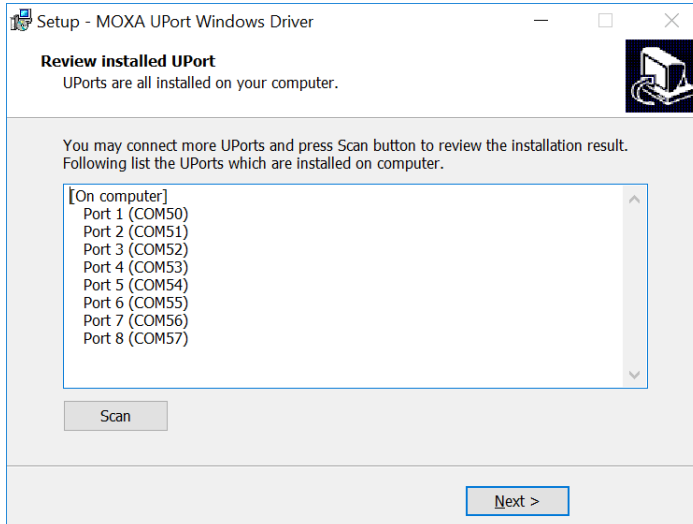 Setup - MOXA UPort Windows Driver
Review installed UPort
UPorts are all installed on your computer.
You may connect more UPorts and press Scan button to review the installation result.
Following list the UPorts which are installed on computer.
[On computer]
Port 1 (COM50)
Port 2 (COM51)
Port 3 (COM52)
Port 4 (COM53)
Port 5 (COM54)
Port 6 (COM55)
Port 7 (COM56)
Port 8 (COM57)
Scan
Next >